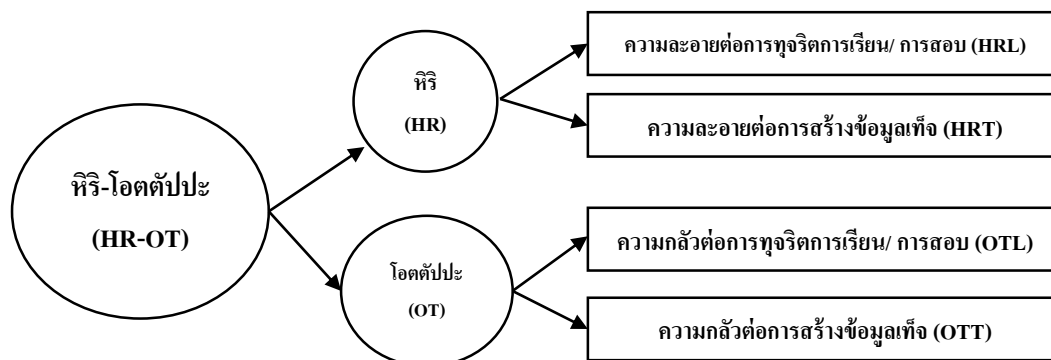 หิริ-โอตตัปปะ
(HR-OT)
หิริ
(HR)
ความละอายต่อการทุจริตการเรียน/ การสอบ (HRL)
ความละอายต่อการสร้างข้อมูลเท็จ (HRT)
โอตตัปปะ
(OT)
ความกลัวต่อการทุจริตการเรียน/ การสอบ (OTL)
ความกลัวต่อการสร้างข้อมูลเท็จ (OTT)